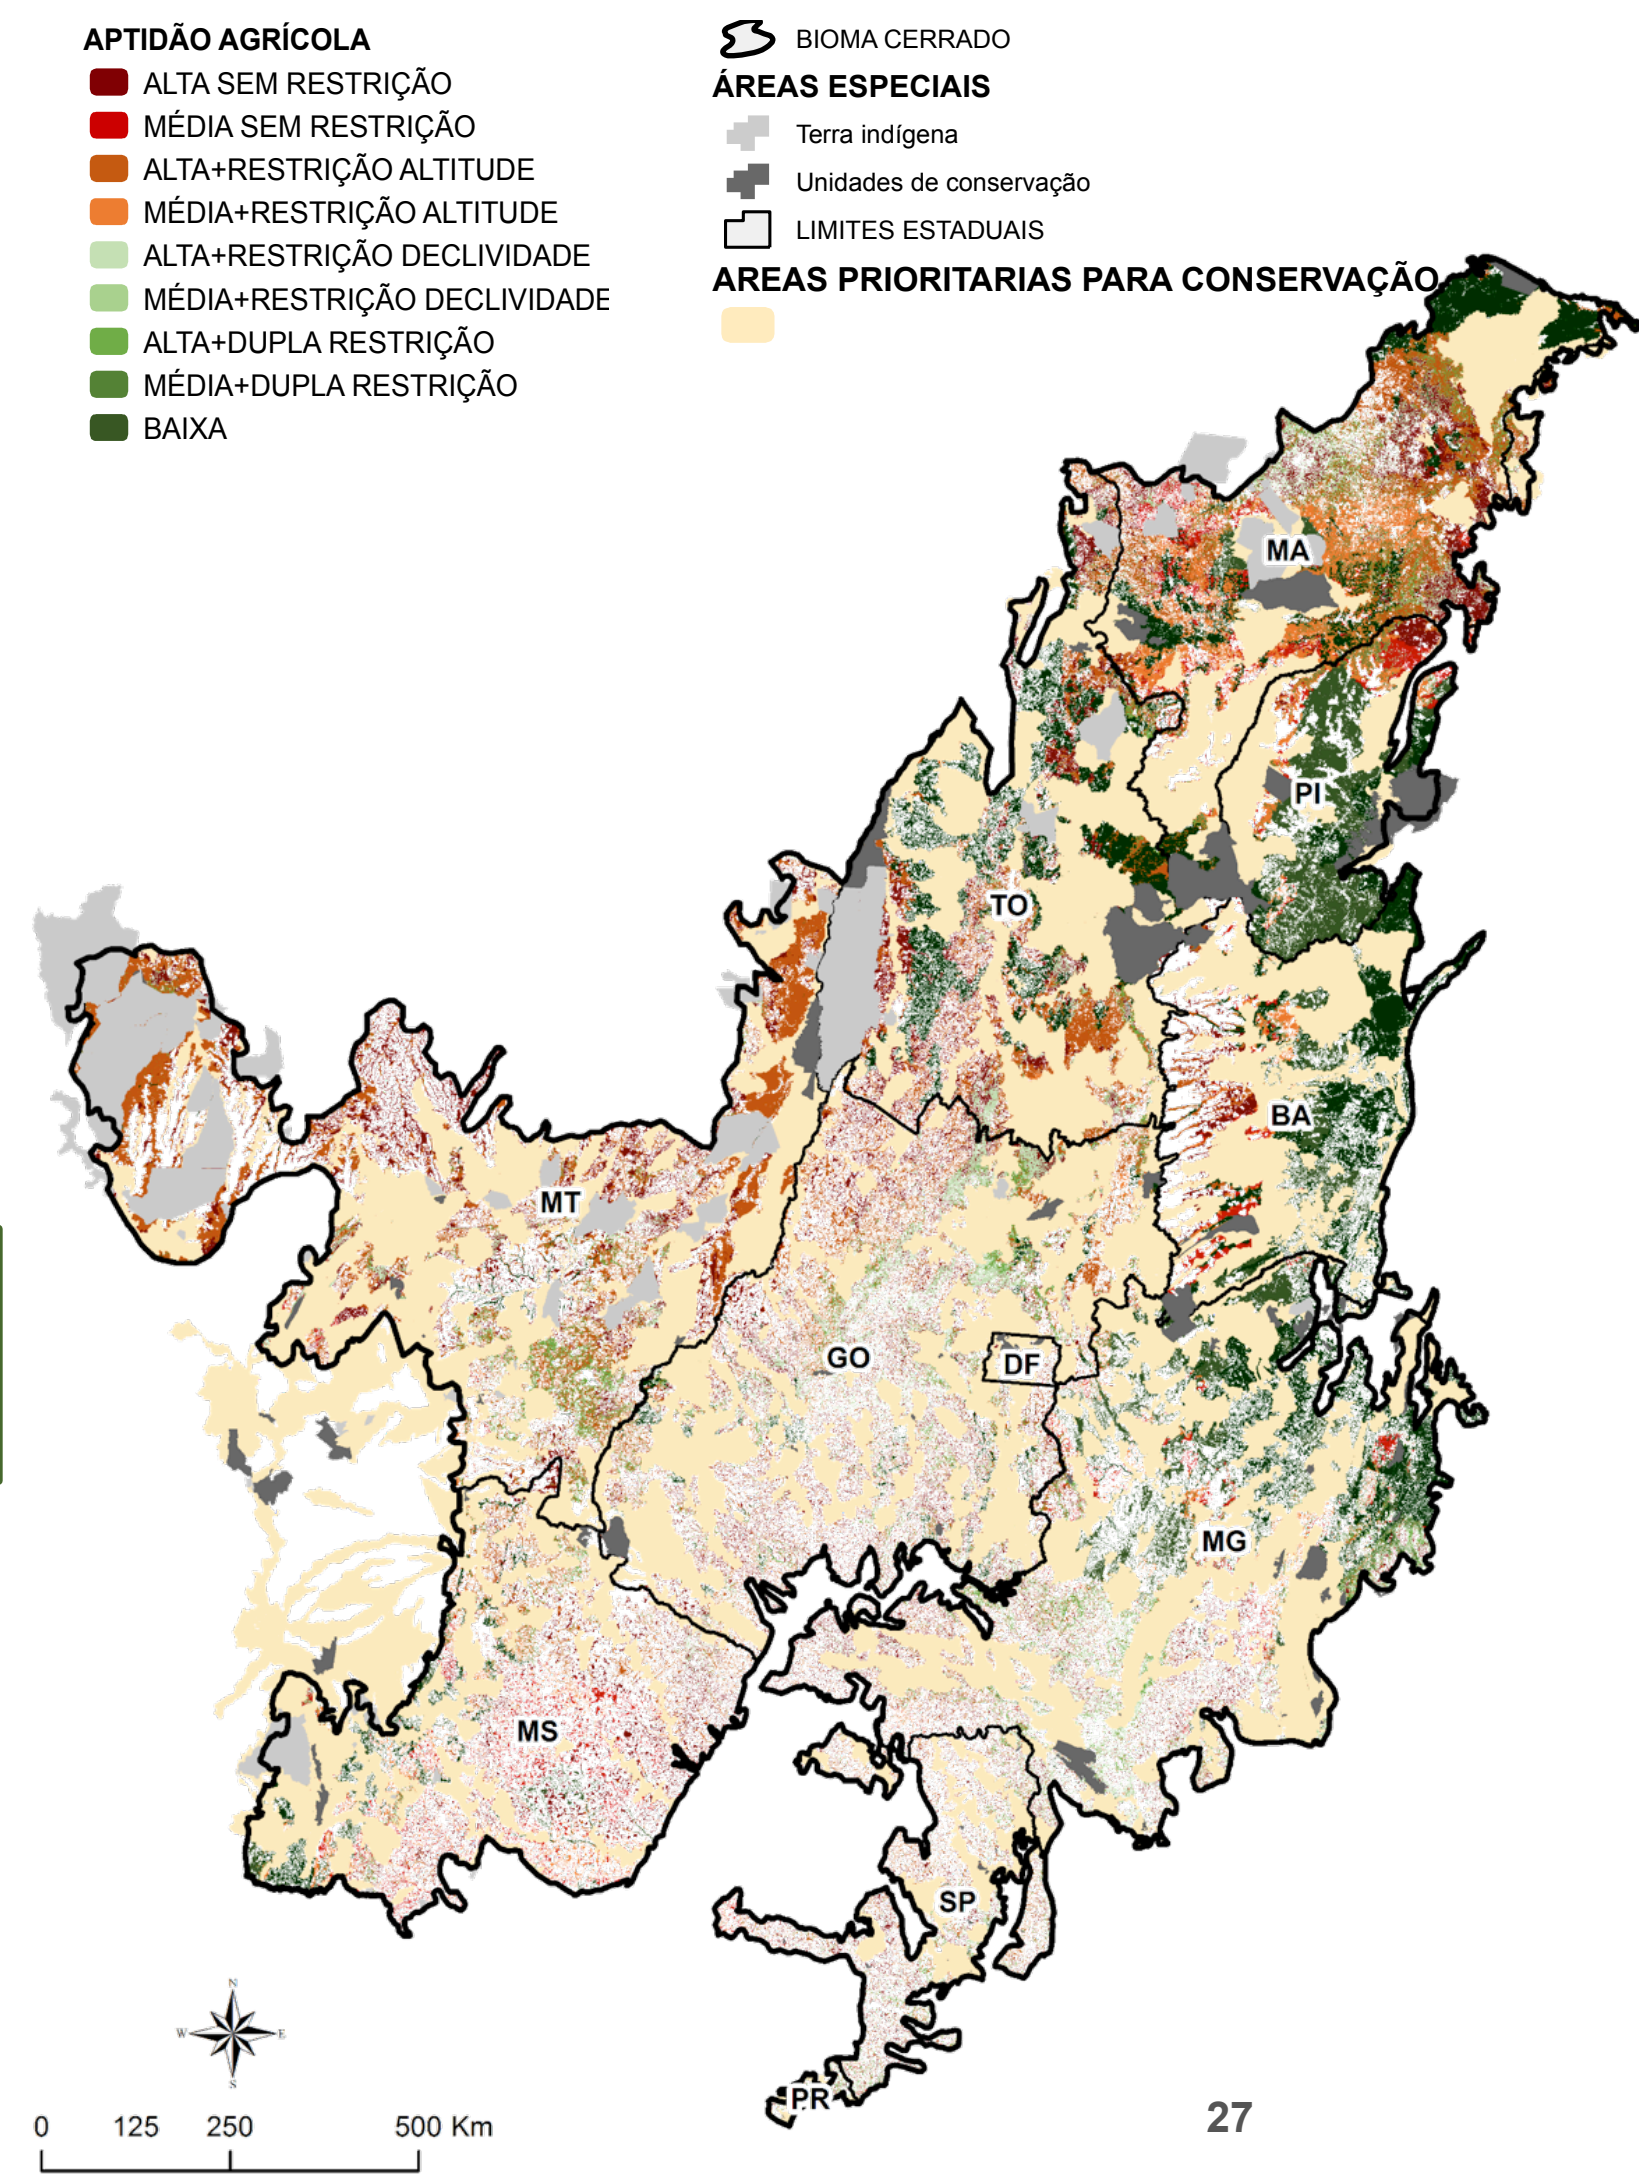 APTIDÃO AGRÍCOLA
ALTA SEM RESTRIÇÃO
MÉDIA SEM RESTRIÇÃO
ALTA+RESTRIÇÃO ALTITUDE
MÉDIA+RESTRIÇÃO ALTITUDE
ALTA+RESTRIÇÃO DECLIVIDADE
MÉDIA+RESTRIÇÃO DECLIVIDADE
ALTA+DUPLA RESTRIÇÃO
MÉDIA+DUPLA RESTRIÇÃO
BAIXA
BIOMA CERRADO
ÁREAS ESPECIAIS
Terra indígena
Unidades de conservação
LIMITES ESTADUAIS
AREAS PRIORITARIAS PARA CONSERVAÇÃO
MA
PI
TO
BA
MT
GO
DF
MG
MS
SP
PR
N
W
E
S
0 125 250 500 Km
27